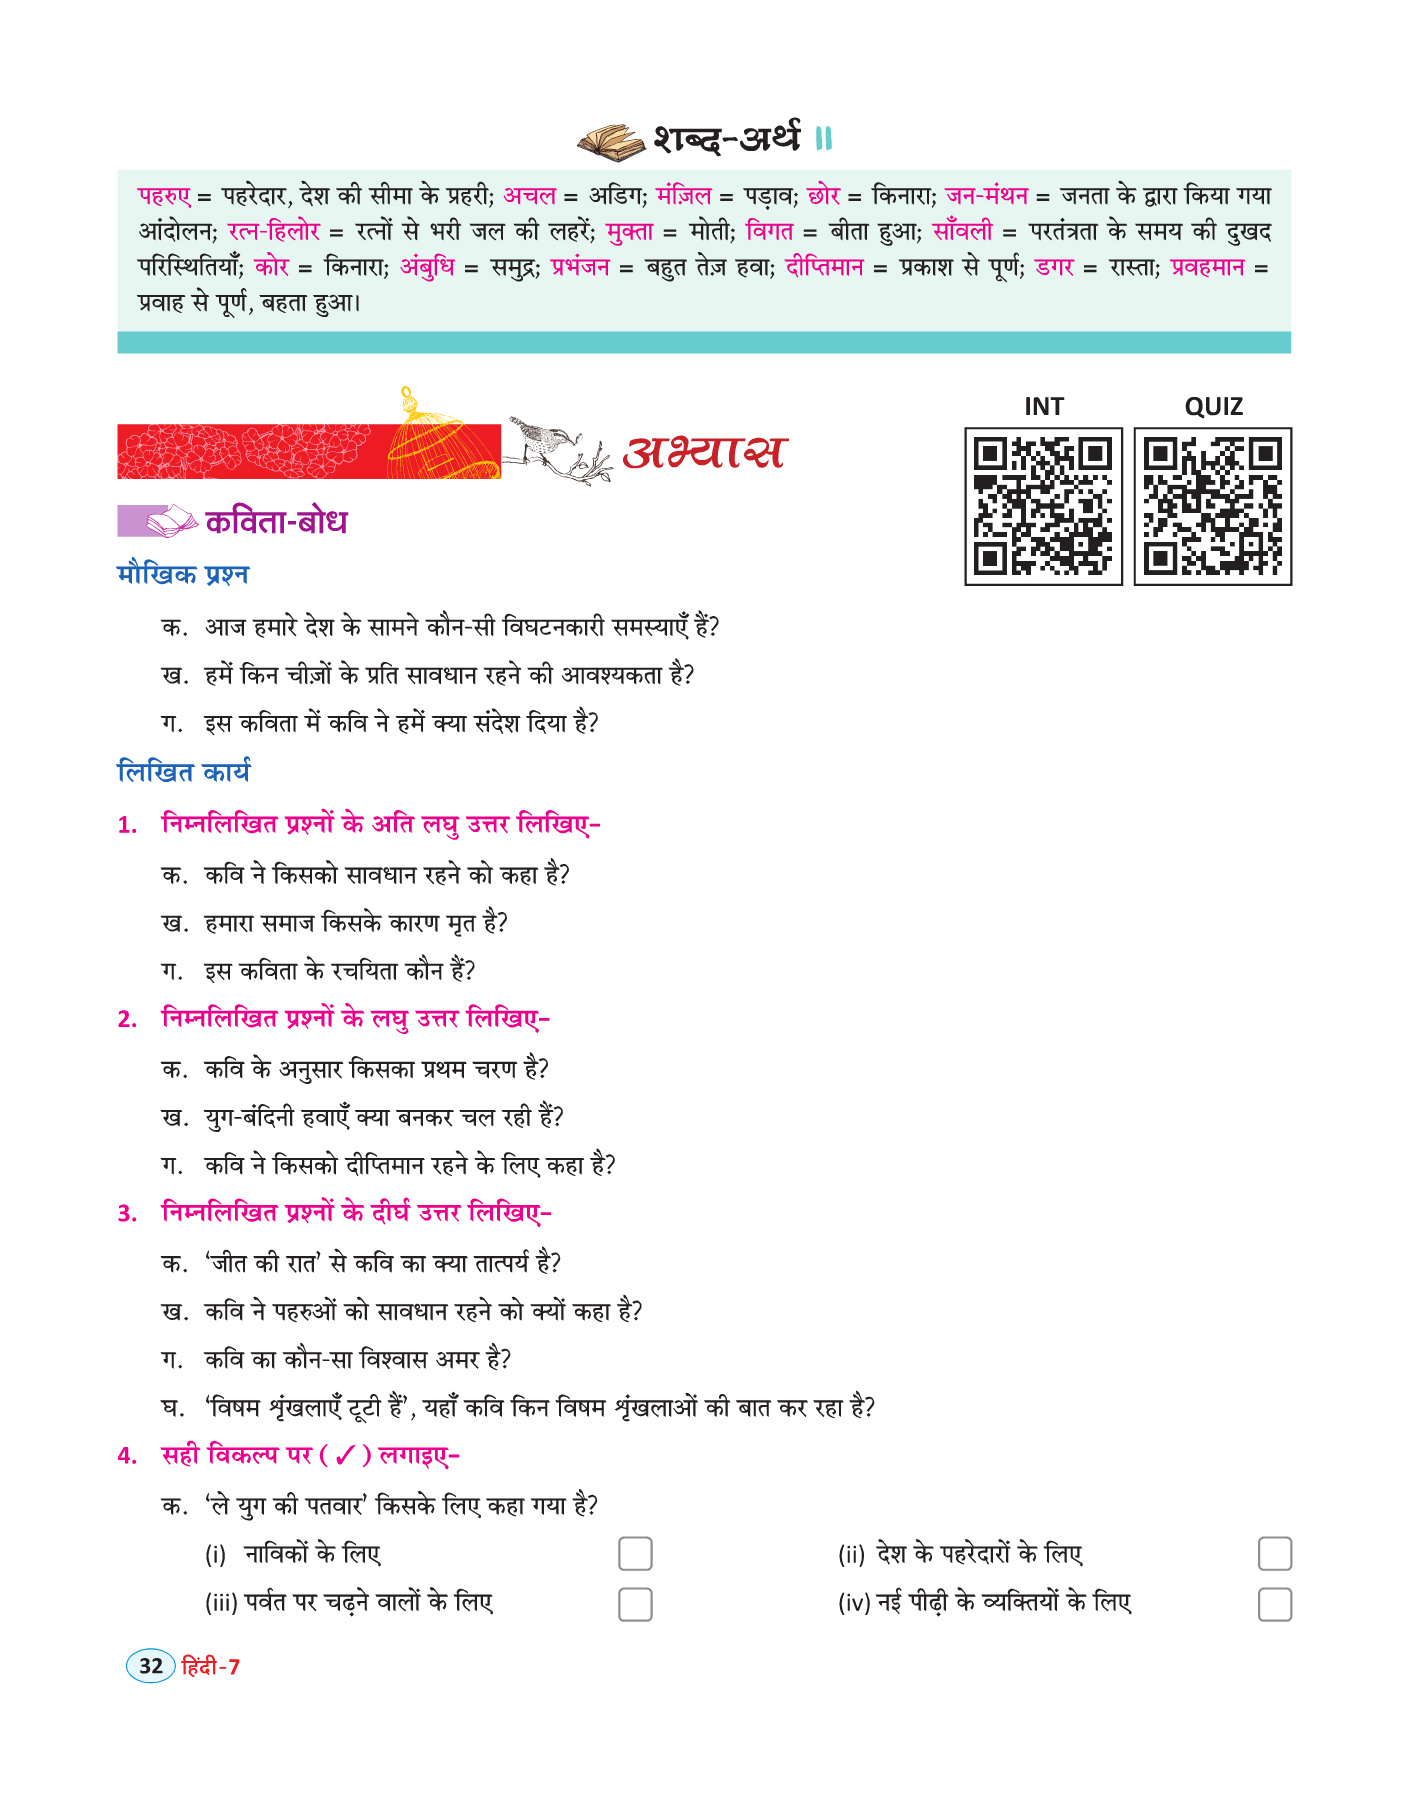 शब्द-अर्थ
पहरुए = पहरेदार, देश की सीमा के प्रहरी; अचल = अडिग; मंज़िल = पड़ाव; छोर = किनारा; जन-मंथन = जनता के द्वारा किया गया
आंदोलन; रत्न-हिलोर = रत्नों से भरी जल की लहरें; मुक्ता = मोती; विगत = बीता हुआ; साँवली = परतंत्रता के समय की दुखद
परिस्थितियाँ; कोर = किनारा; अंबुधि = समुद्र; प्रभंजन = बहुत तेज़ हवा; दीप्तिमान = प्रकाश से पूर्ण; डगर = रास्ता; प्रवहमान =
प्रवाह से पूर्ण, बहता हुआ।
INT QUIZ
अभ्यास
कविता-बोध
मौखिक प्रश्न
क. आज हमारे देश के सामने कौन-सी विघटनकारी समस्याएँ हैं?
ख. हमें किन चीज़ों के प्रति सावधान रहने की आवश्यकता है?
ग. इस कविता में कवि ने हमें क्या संदेश दिया है?
लिखित कार्य
1. निम्नलिखित प्रश्नों के अति लघु उत्तर लिखिए–
क. कवि ने किसको सावधान रहने को कहा है?
ख. हमारा समाज किसके कारण मृत है?
ग. इस कविता के रचयिता कौन हैं?
2. निम्नलिखित प्रश्नों के लघु उत्तर लिखिए–
क. कवि के अनुसार किसका प्रथम चरण है?
ख. युग-बंदिनी हवाएँ क्या बनकर चल रही हैं?
ग. कवि ने किसको दीप्तिमान रहने के लिए कहा है?
3. निम्नलिखित प्रश्नों के दीर्घ उत्तर लिखिए–
क. ‘जीत की रात’ से कवि का क्या तात्पर्य है?
ख. कवि ने पहरुओं को सावधान रहने को क्यों कहा है?
ग. कवि का कौन-सा विश्वास अमर है?
घ. ‘विषम शृंखलाएँ टूटी हैं’, यहाँ कवि किन विषम शृंखलाओं की बात कर रहा है?
4. सही विकल्प पर (✓) लगाइए–
क. ‘ले युग की पतवार’ किसके लिए कहा गया है?
(i) नाविकों के लिए (ii) देश के पहरेदारों के लिए
(iii) पर्वत पर चढ़ने वालों के लिए (iv) नई पीढ़ी के व्यक्तियों के लिए
32 हिंदी-7